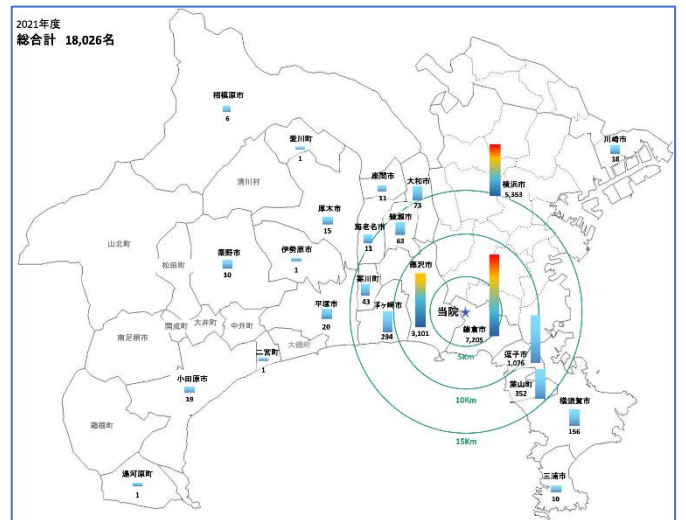 2021年度
総合計 18,026名
相模原市
6
愛川町
1
清川村
川崎市
18
横浜市
5,353
座間市
11
大和市
73
厚木市
15
海老名市
11
綾瀬市
63
山北町
松田町
秦野市
10
伊勢原市
1
寒川町
43
藤沢市
3,101
茅ヶ崎市
294
当院
鎌倉市
7,205
平塚市
20
南足柄市
開成町
大井町
中井町
二宮町
1
大磯町
小田原市
19
箱根町
湯河原町
1
逗子市
1,076
葉山町
352
横須賀市
156
三浦市
10
5Km
10Km
15Km